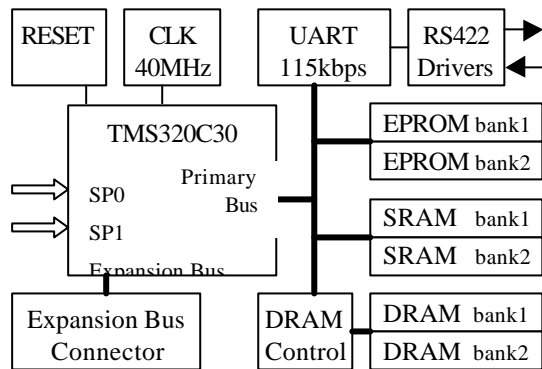 RESET
CLK
40MHz
UART
115kbps
RS422
Drivers
TMS320C30
EPROM bank1
EPROM bank2
Primary
Bus
SP0
SP1
SRAM bank1
SRAM bank2
Expansion Bus
Expansion Bus
Connector
DRAM
Control
DRAM bank1
DRAM bank2